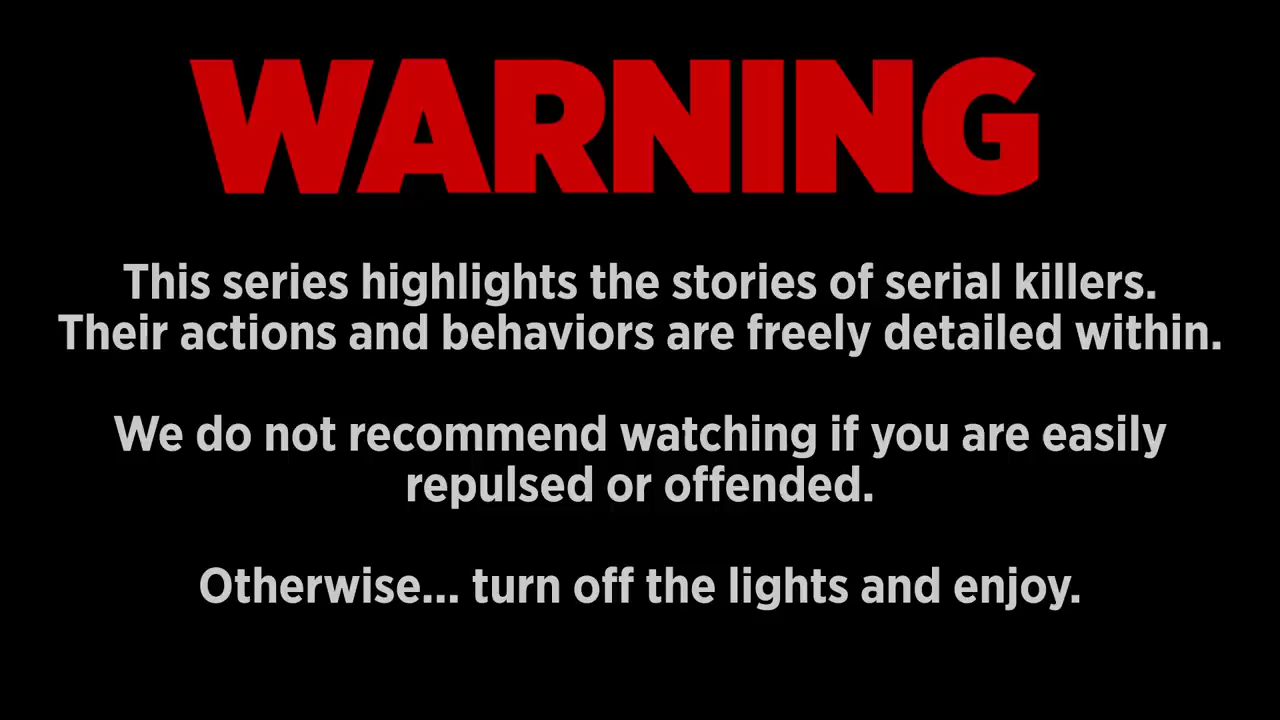 WARNING
This series highlights the stories of serial killers.
Their actions and behaviors are freely detailed within.
We do not recommend watching if you are easily
repulsed or offended.
Otherwise... turn off the lights and enjoy.